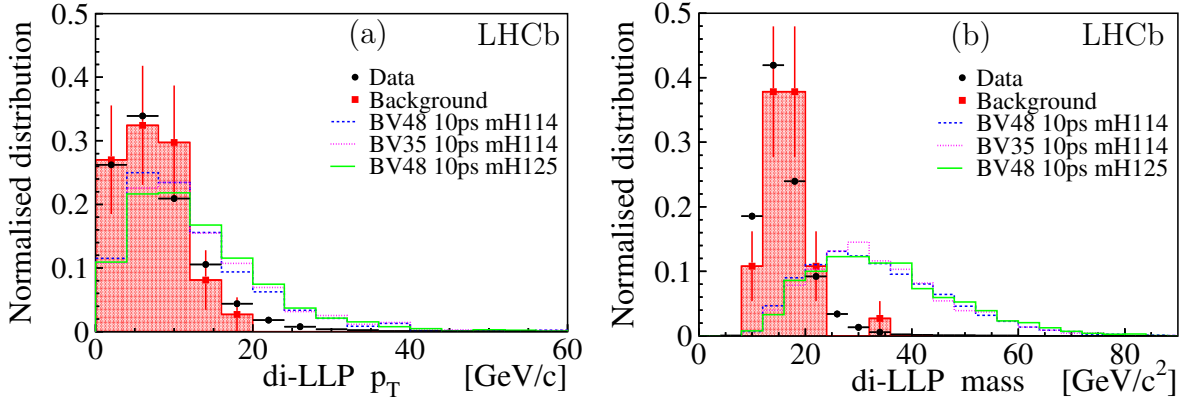 Normalised distribution
0.5
0.4
0.3
0.2
0.1
0
(a)
LHCb
Data
Background
BV48 10ps mH114
BV35 10ps mH114
BV48 10ps mH125
0 20 40 60
di-LLP p_T [GeV/c]
Normalised distribution
0.5
0.4
0.3
0.2
0.1
0
(b)
LHCb
Data
Background
BV48 10ps mH114
BV35 10ps mH114
BV48 10ps mH125
0 20 40 60 80
di-LLP mass [GeV/c²]